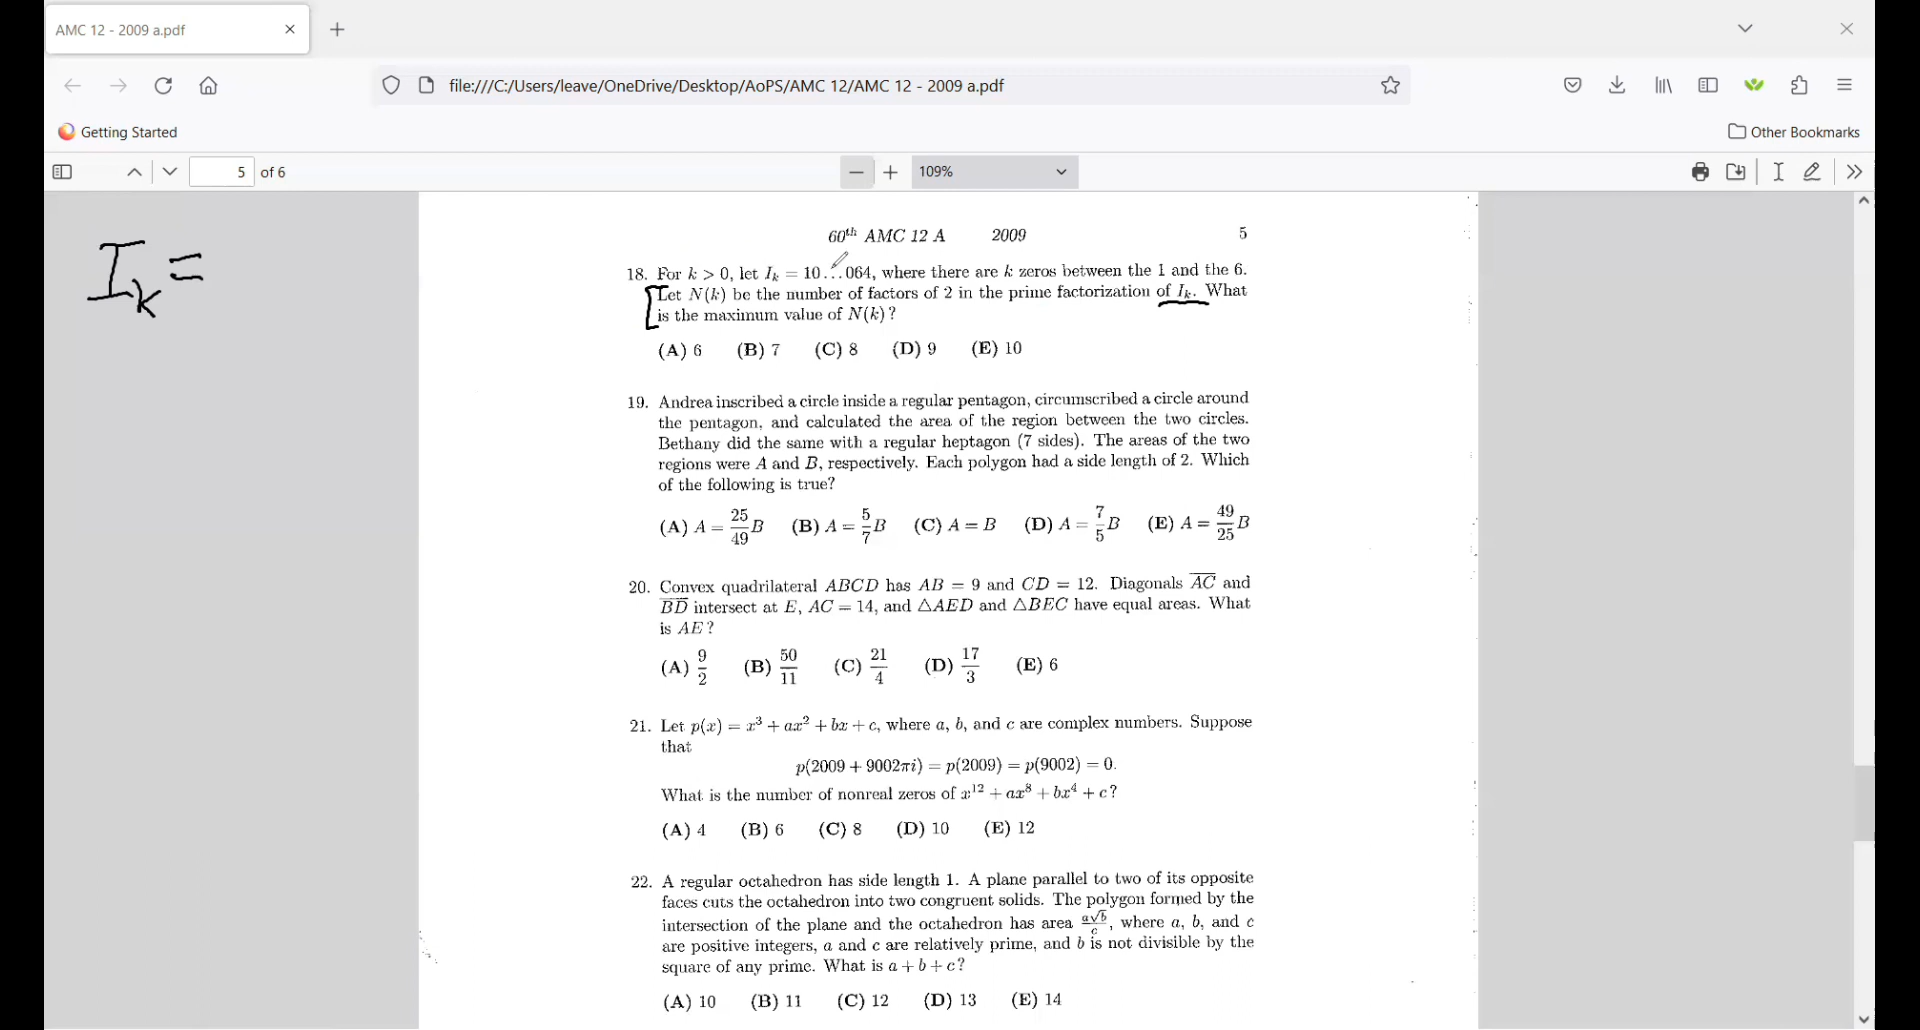 AMC 12 - 2009 a.pdf
file:///C:/Users/leave/OneDrive/Desktop/AoPS/AMC 12/AMC 12 - 2009 a.pdf
Getting Started
Other Bookmarks
5 of 6
109%
I_k =
60th AMC 12 A 2009 5
18. For k > 0, let I_k = 10...064, where there are k zeros between the 1 and the 6.
Let N(k) be the number of factors of 2 in the prime factorization of I_k. What
is the maximum value of N(k)?
(A) 6 (B) 7 (C) 8 (D) 9 (E) 10
19. Andrea inscribed a circle inside a regular pentagon, circumscribed a circle around
the pentagon, and calculated the area of the region between the two circles.
Bethany did the same with a regular heptagon (7 sides). The areas of the two
regions were A and B, respectively. Each polygon had a side length of 2. Which
of the following is true?
(A) A = 25/49 B (B) A = 5/7 B (C) A = B (D) A = 7/5 B (E) A = 49/25 B
20. Convex quadrilateral ABCD has AB = 9 and CD = 12. Diagonals AC and
BD intersect at E, AC = 14, and △AED and △BEC have equal areas. What
is AE?
(A) 9/2 (B) 50/11 (C) 21/4 (D) 17/3 (E) 6
21. Let p(x) = x³ + ax² + bx + c, where a, b, and c are complex numbers. Suppose
that
p(2009 + 9002πi) = p(2009) = p(9002) = 0.
What is the number of nonreal zeros of x¹² + ax⁸ + bx⁴ + c?
(A) 4 (B) 6 (C) 8 (D) 10 (E) 12
22. A regular octahedron has side length 1. A plane parallel to two of its opposite
faces cuts the octahedron into two congruent solids. The polygon formed by the
intersection of the plane and the octahedron has area a√b/c, where a, b, and c
are positive integers, a and c are relatively prime, and b is not divisible by the
square of any prime. What is a + b + c?
(A) 10 (B) 11 (C) 12 (D) 13 (E) 14